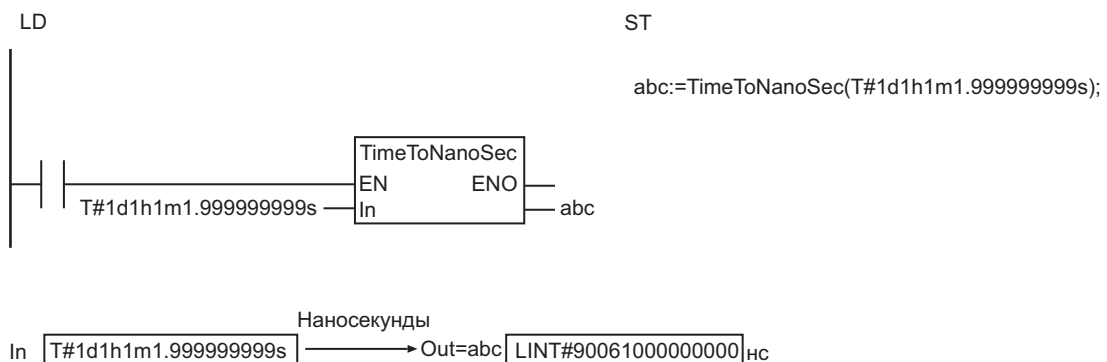 LD
ST
abc:=TimeToNanoSec(T#1d1h1m1.999999999s);
TimeToNanoSec
EN ENO
T#1d1h1m1.999999999s In abc
Наносекунды
In T#1d1h1m1.999999999s Out=abc LINT#90061000000000 нс